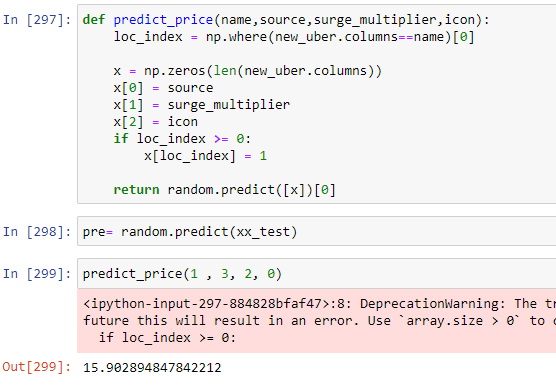 In [297]: def predict_price(name,source,surge_multiplier,icon):
loc_index = np.where(new_uber.columns==name)[0]
x = np.zeros(len(new_uber.columns))
x[0] = source
x[1] = surge_multiplier
x[2] = icon
if loc_index >= 0:
x[loc_index] = 1
return random.predict([x])[0]
In [298]: pre= random.predict(xx_test)
In [299]: predict_price(1 , 3, 2, 0)
<ipython-input-297-884828bfaf47>:8: DeprecationWarning: The tr
future this will result in an error. Use `array.size > 0` to c
if loc_index >= 0:
Out[299]: 15.902894847842212